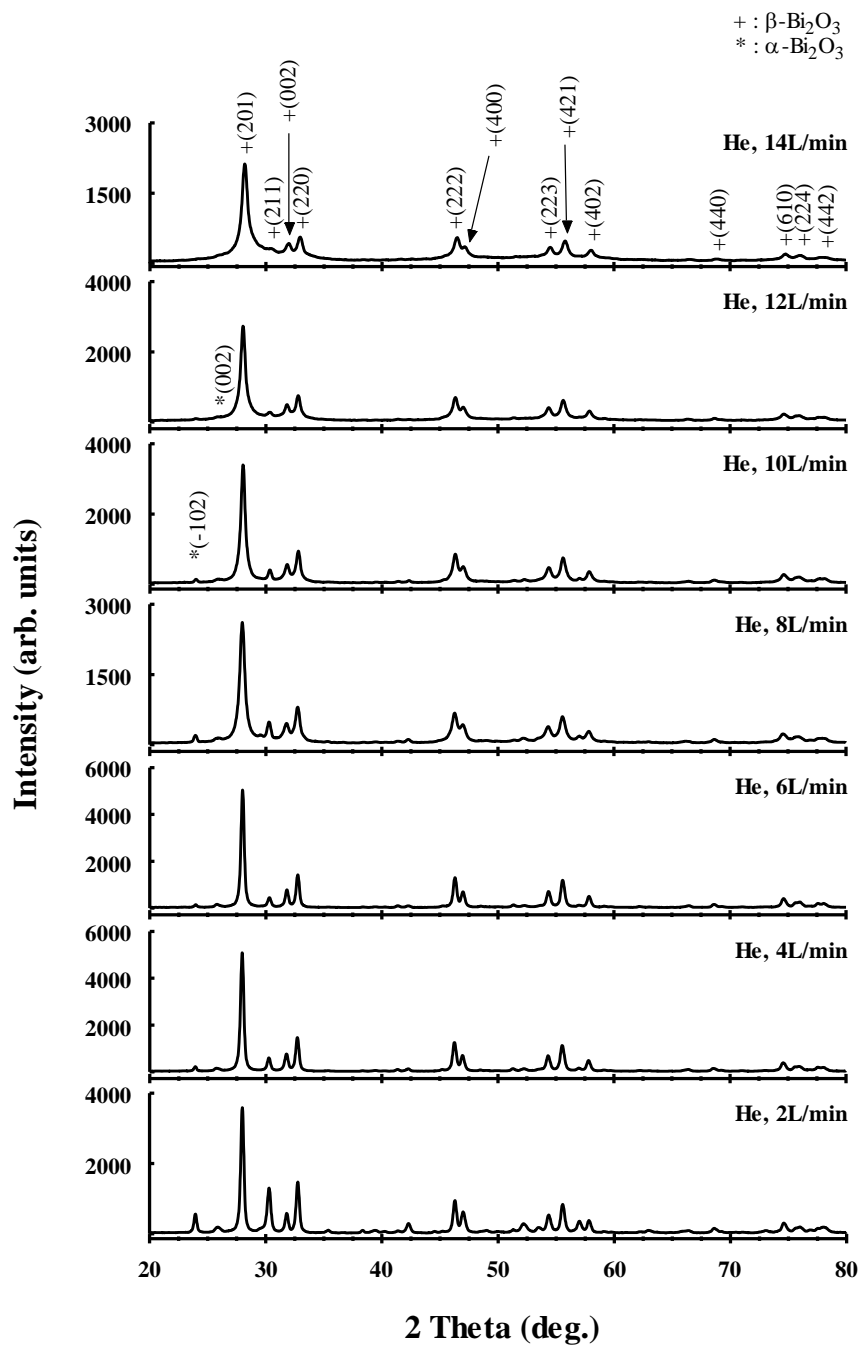 + : β-Bi2O3
* : α-Bi2O3
+(201)
+(211)
+(002)
+(220)
+(222)
+(400)
+(223)
+(421)
+(402)
+(440)
+(610)
+(224)
+(442)
3000
1500
He, 14L/min
4000
2000
He, 12L/min
*(002)
4000
2000
He, 10L/min
*(-102)
3000
1500
He, 8L/min
6000
4000
2000
He, 6L/min
6000
4000
2000
He, 4L/min
4000
2000
He, 2L/min
20 30 40 50 60 70 80
2 Theta (deg.)
Intensity (arb. units)